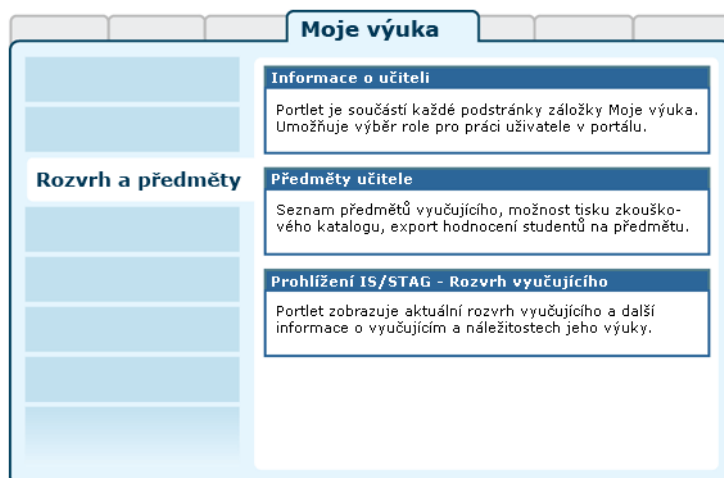 Moje výuka
Informace o učiteli
Portlet je součástí každé podstránky záložky Moje výuka.
Umožňuje výběr role pro práci uživatele v portálu.
Rozvrh a předměty
Předměty učitele
Seznam předmětů vyučujícího, možnost tisku zkouško-
vého katalogu, export hodnocení studentů na předmětu.
Prohlížení IS/STAG - Rozvrh vyučujícího
Portlet zobrazuje aktuální rozvrh vyučujícího a další
informace o vyučujícím a náležitostech jeho výuky.